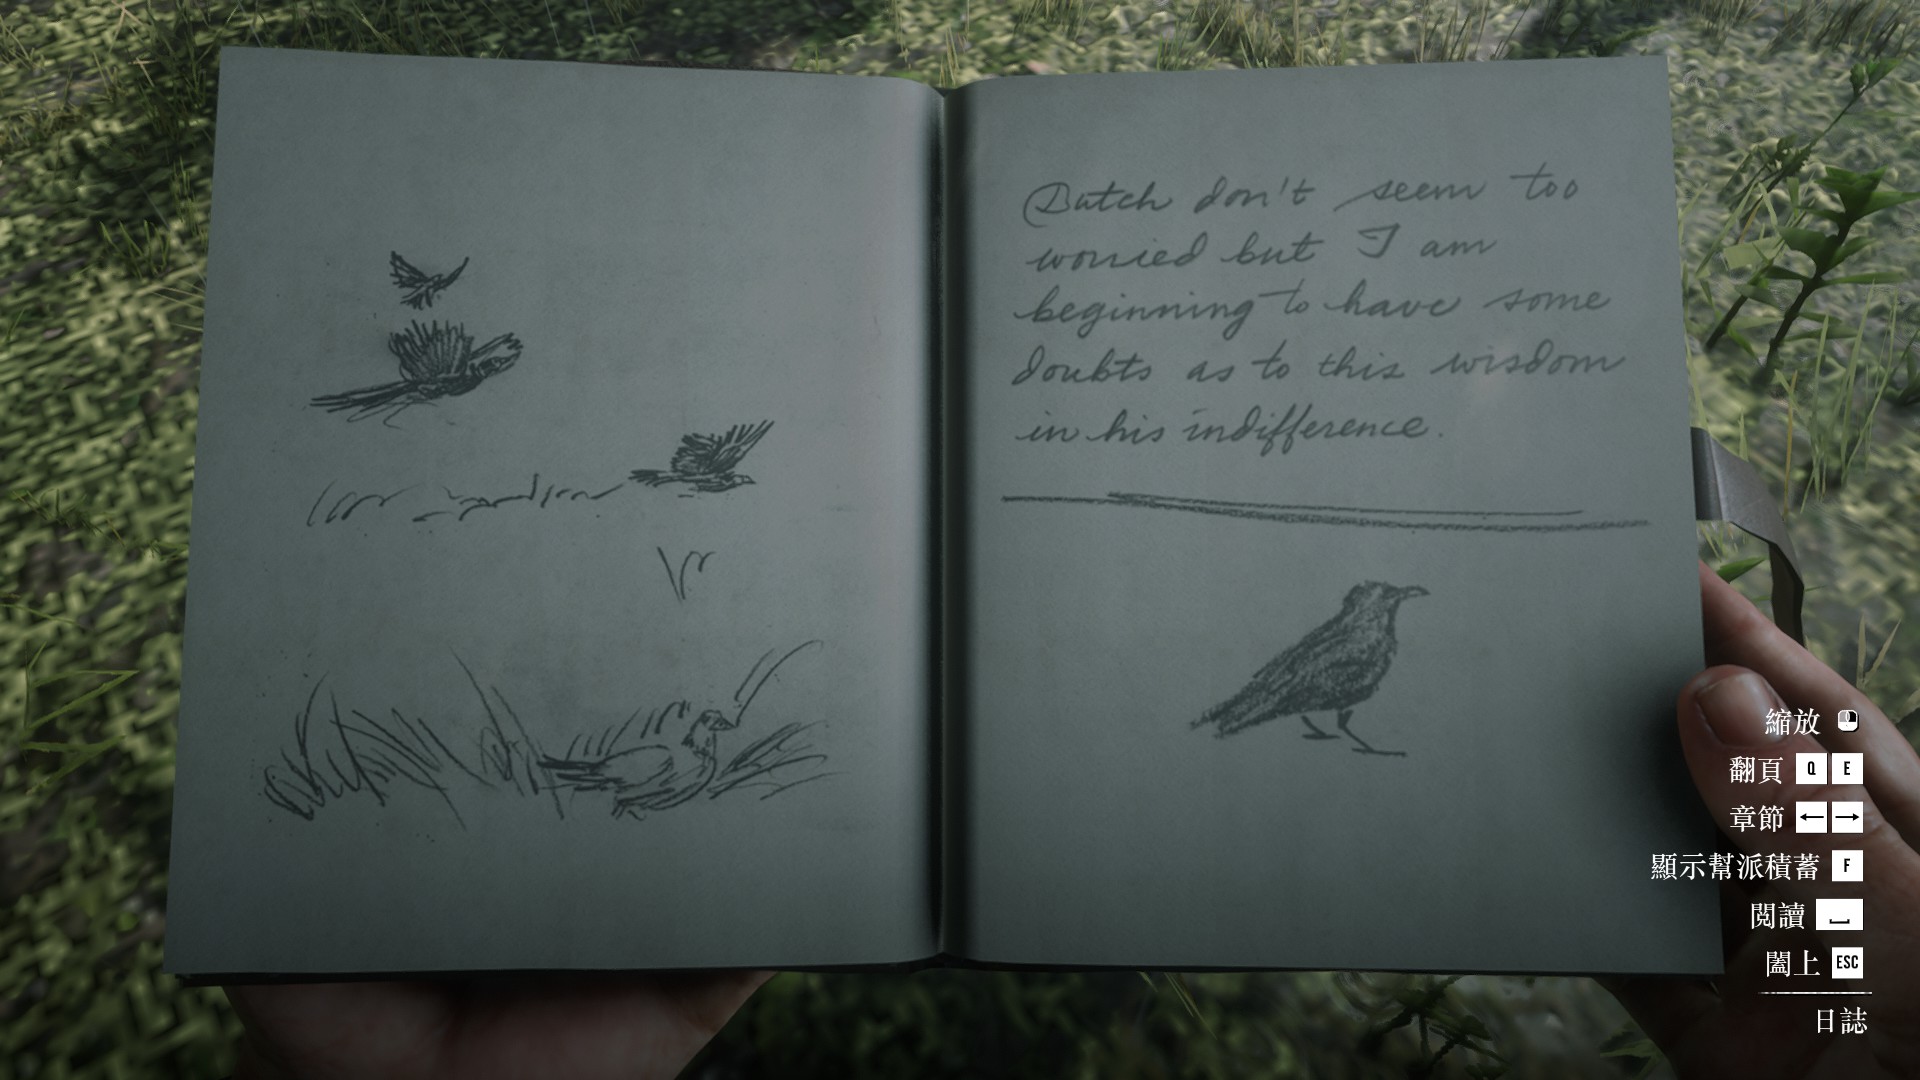 Dutch don't seem too
worried but I am
beginning to have some
doubts as to this wisdom
in his indifference.
縮放
翻頁 Q E
章節 ← →
顯示幫派積蓄 F
閱讀
闔上 ESC
日誌